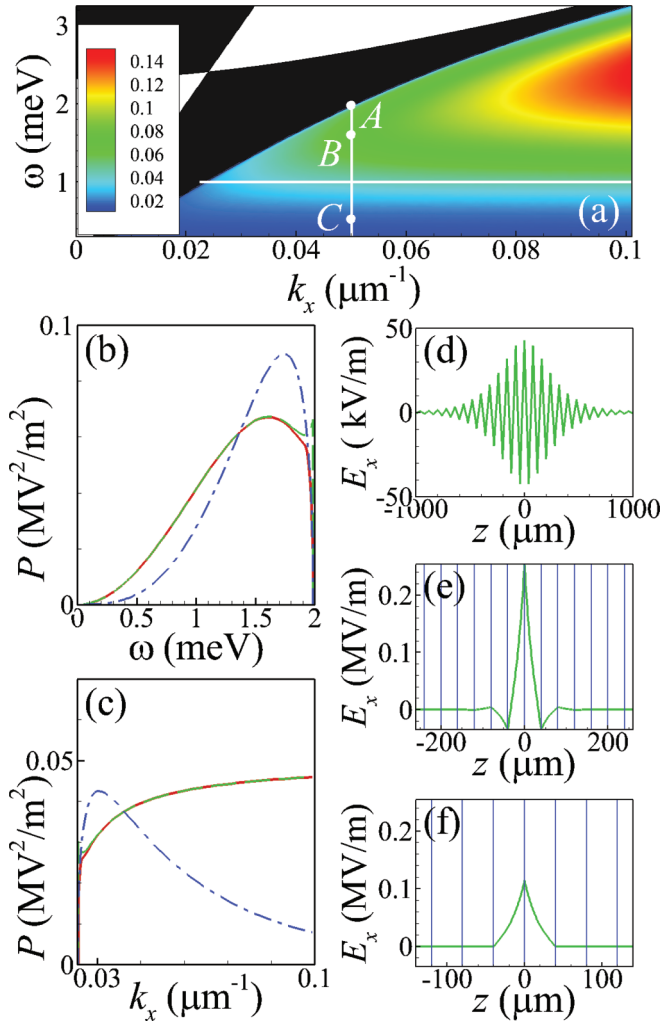 3
2
1
ω (meV)
0.14
0.12
0.1
0.08
0.06
0.04
0.02
A
B
C
(a)
0 0.02 0.04 0.06 0.08 0.1
kₓ (μm⁻¹)
(b)
0.1
0
P (MV²/m²)
0 0.5 1 1.5 2
ω (meV)
(c)
0.05
0
P (MV²/m²)
0.03 0.1
kₓ (μm⁻¹)
(d)
50
0
-50
Eₓ ( kV/m)
-1000 0 1000
z (μm)
(e)
0.2
0.1
0
Eₓ (MV/m)
-200 0 200
z (μm)
(f)
0.2
0.1
0
Eₓ (MV/m)
-100 0 100
z (μm)